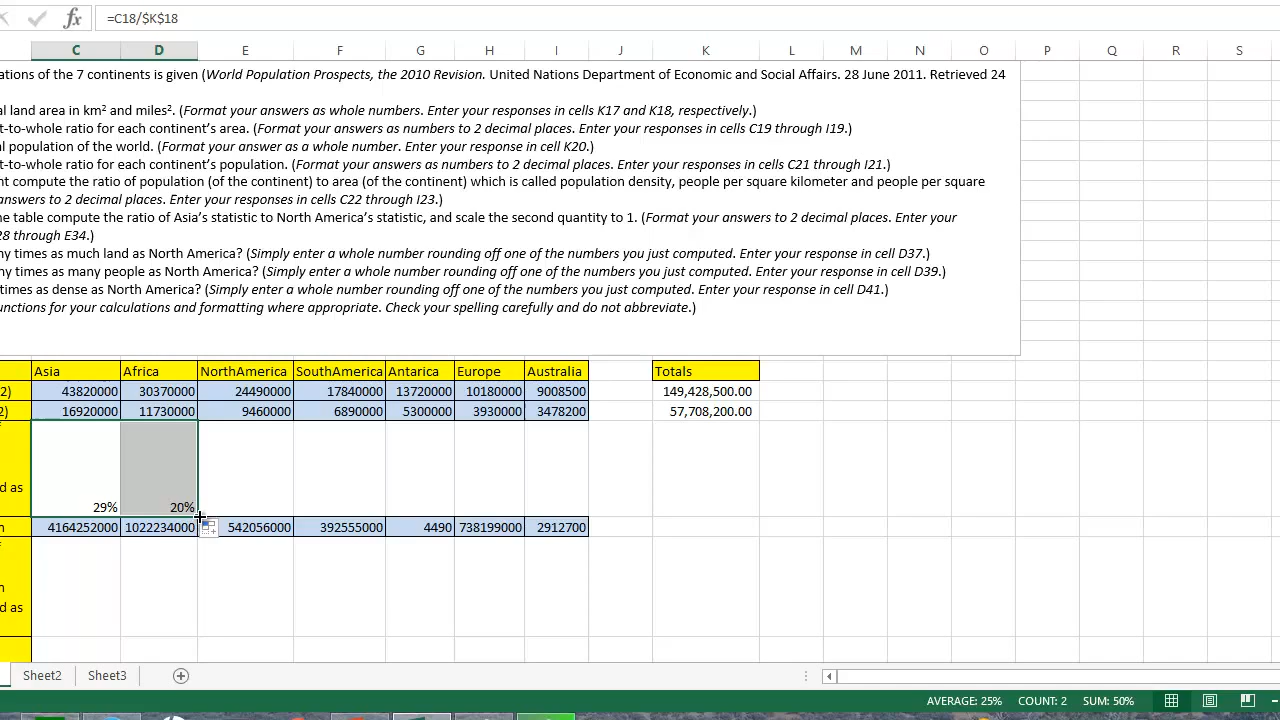 =C18/$K$18
C D E F G H I J K L M N O P Q R S
ations of the 7 continents is given (World Population Prospects, the 2010 Revision. United Nations Department of Economic and Social Affairs. 28 June 2011. Retrieved 24
al land area in km² and miles². (Format your answers as whole numbers. Enter your responses in cells K17 and K18, respectively.)
t-to-whole ratio for each continent's area. (Format your answers as numbers to 2 decimal places. Enter your responses in cells C19 through I19.)
al population of the world. (Format your answer as a whole number. Enter your response in cell K20.)
t-to-whole ratio for each continent's population. (Format your answers as numbers to 2 decimal places. Enter your responses in cells C21 through I21.)
nt compute the ratio of population (of the continent) to area (of the continent) which is called population density, people per square kilometer and people per square
answers to 2 decimal places. Enter your responses in cells C22 through I23.)
ne table compute the ratio of Asia's statistic to North America's statistic, and scale the second quantity to 1. (Format your answers to 2 decimal places. Enter your
28 through E34.)
ny times as much land as North America? (Simply enter a whole number rounding off one of the numbers you just computed. Enter your response in cell D37.)
ny times as many people as North America? (Simply enter a whole number rounding off one of the numbers you just computed. Enter your response in cell D39.)
times as dense as North America? (Simply enter a whole number rounding off one of the numbers you just computed. Enter your response in cell D41.)
unctions for your calculations and formatting where appropriate. Check your spelling carefully and do not abbreviate.)
Asia Africa NorthAmerica SouthAmerica Antarica Europe Australia Totals
2) 43820000 30370000 24490000 17840000 13720000 10180000 9008500 149,428,500.00
2) 16920000 11730000 9460000 6890000 5300000 3930000 3478200 57,708,200.00
d as
29% 20%
n 4164252000 1022234000 542056000 392555000 4490 738199000 2912700
n
d as
Sheet2 Sheet3
AVERAGE: 25% COUNT: 2 SUM: 50%